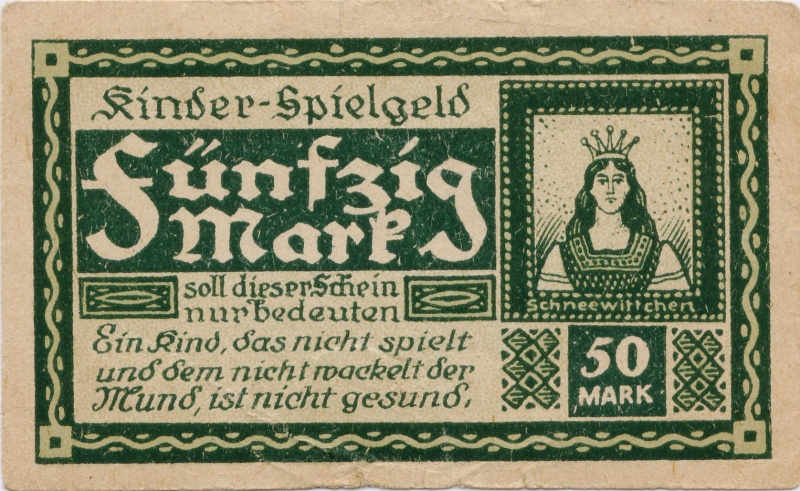 Kinder-Spielgeld
Fünfzig
Mark
soll dieser Schein
nur bedeuten
Ein Kind, das nicht spielt
und dem nicht wackelt der
Mund, ist nicht gesund.
Schneewittchen
50
MARK